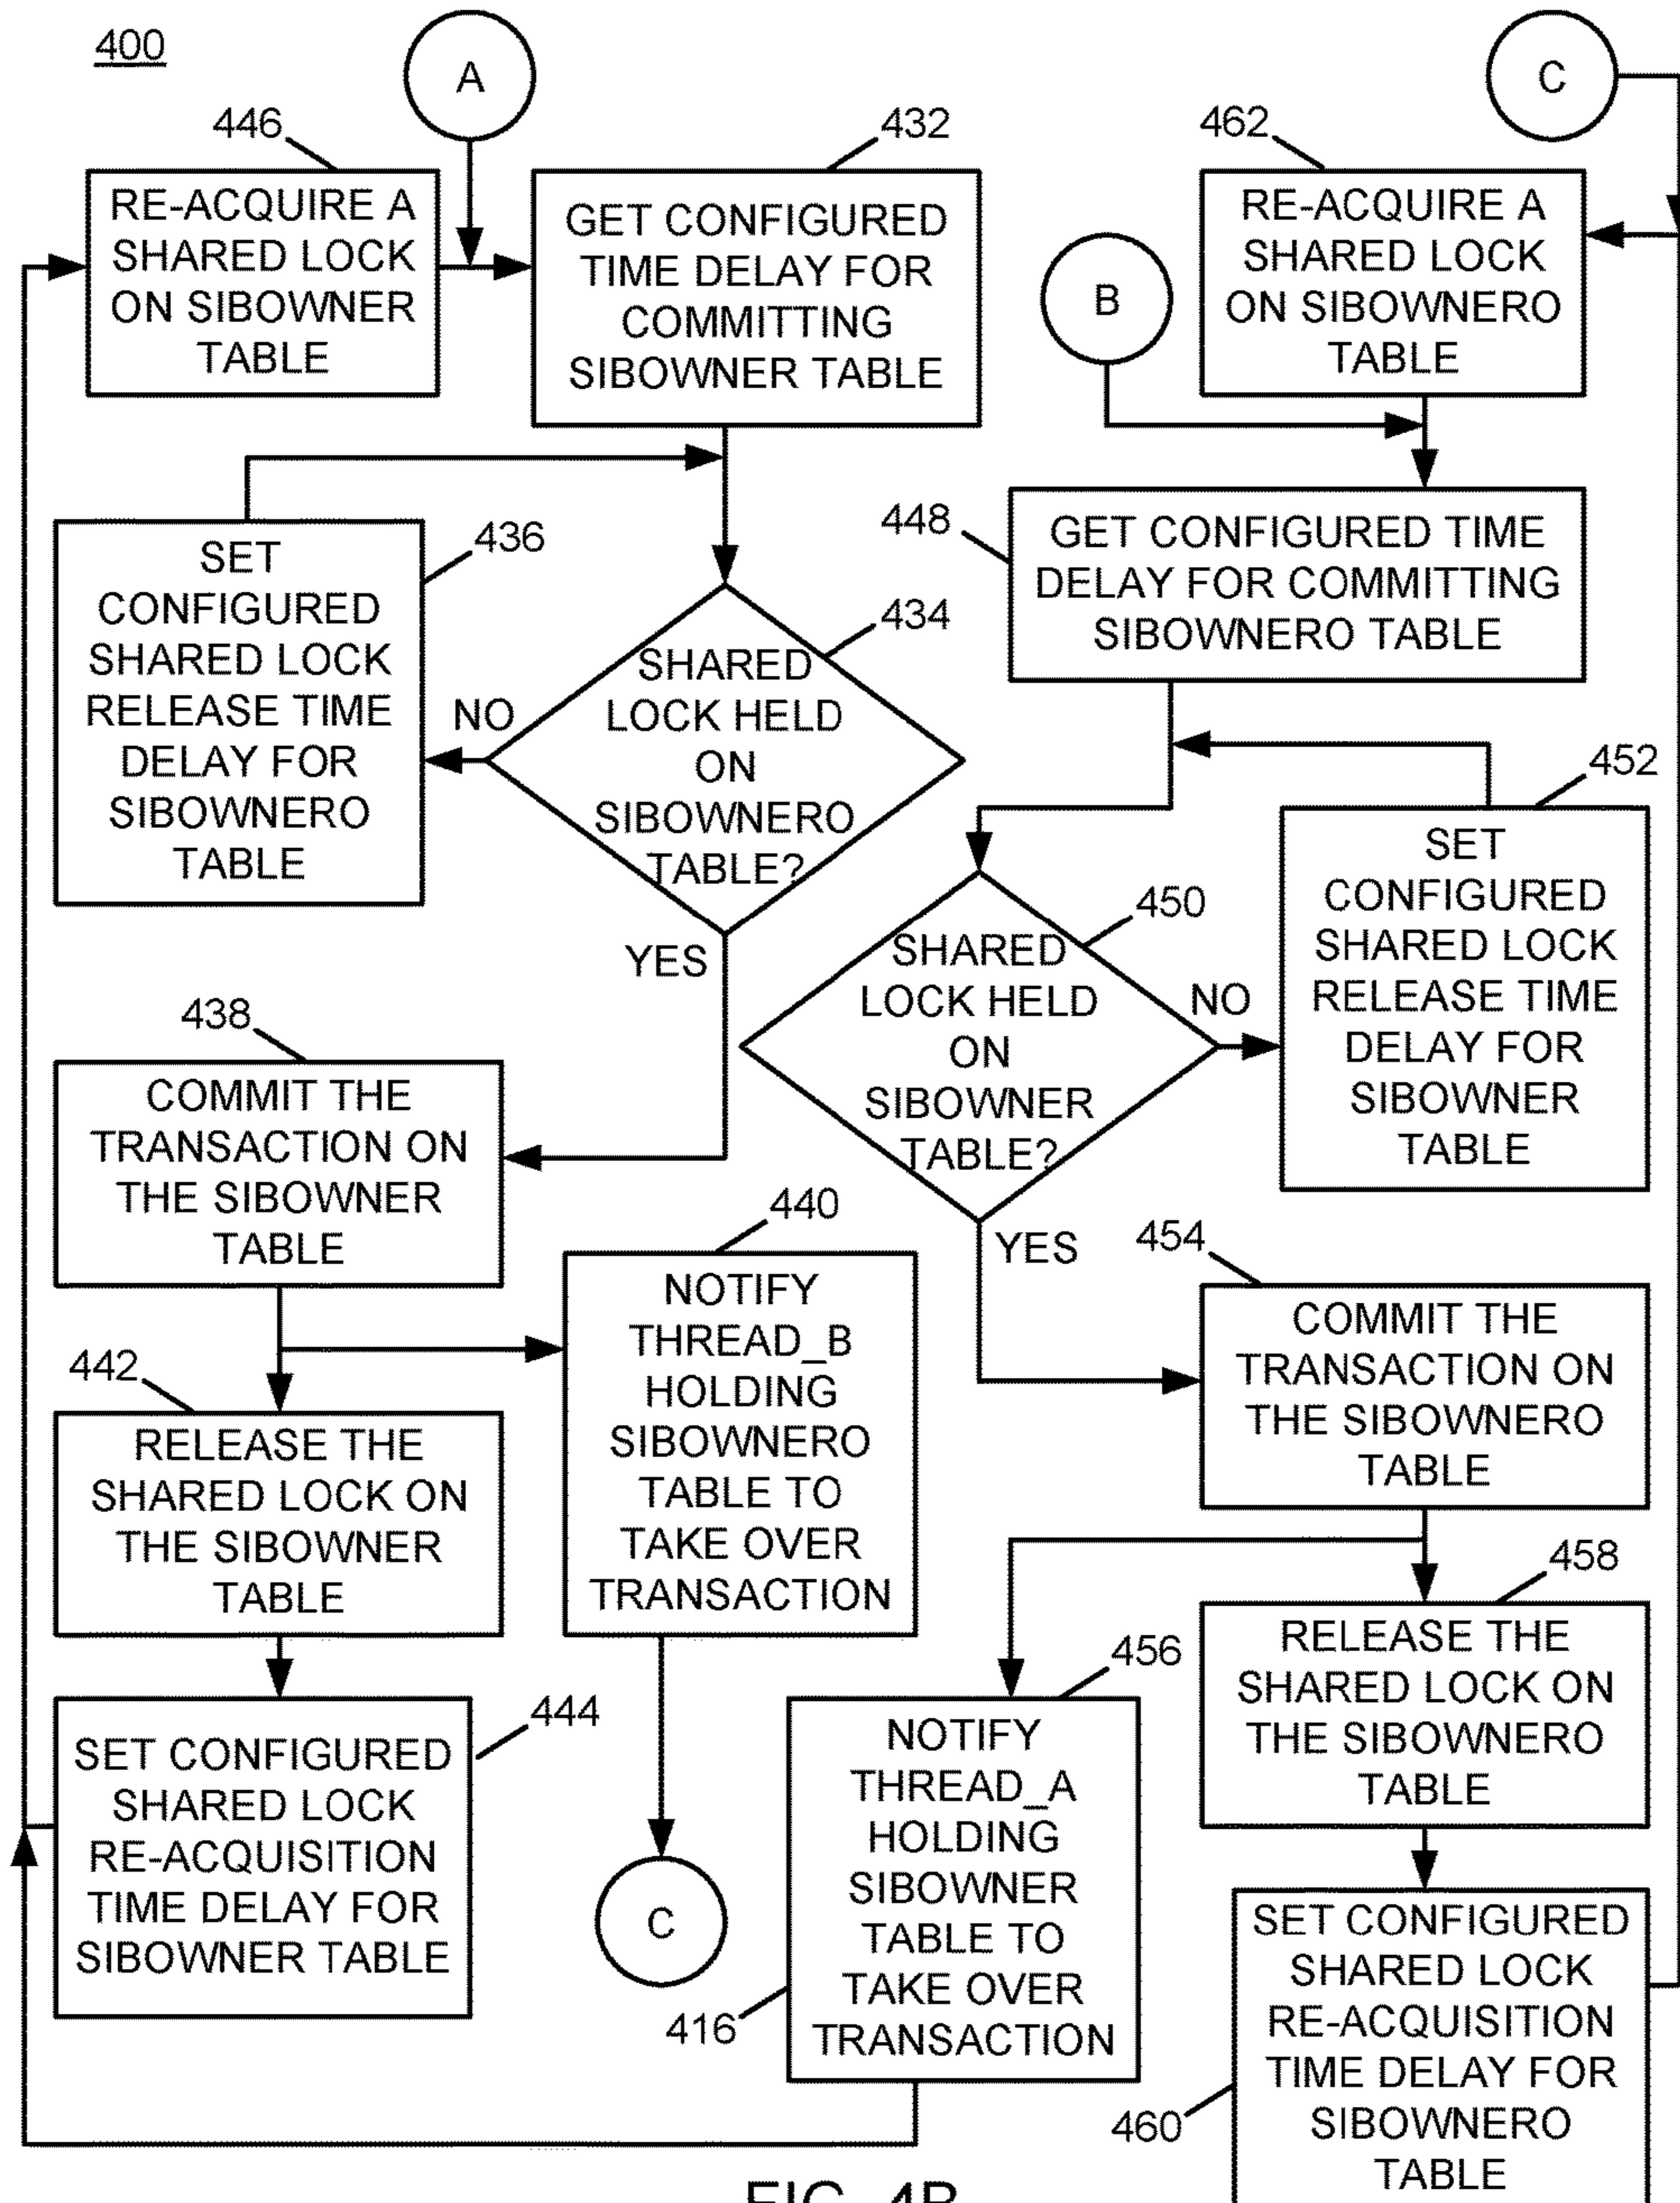 400
A
C
446
RE-ACQUIRE A
SHARED LOCK
ON SIBOWNER
TABLE
432
GET CONFIGURED
TIME DELAY FOR
COMMITTING
SIBOWNER TABLE
462
RE-ACQUIRE A
SHARED LOCK
ON SIBOWNERO
TABLE
B
436
SET
CONFIGURED
SHARED LOCK
RELEASE TIME
DELAY FOR
SIBOWNERO
TABLE
434
SHARED
LOCK HELD
ON
SIBOWNERO
TABLE?
NO
YES
448
GET CONFIGURED TIME
DELAY FOR COMMITTING
SIBOWNERO TABLE
450
SHARED
LOCK HELD
ON
SIBOWNER
TABLE?
NO
YES
452
SET
CONFIGURED
SHARED LOCK
RELEASE TIME
DELAY FOR
SIBOWNER
TABLE
438
COMMIT THE
TRANSACTION ON
THE SIBOWNER
TABLE
440
NOTIFY
THREAD_B
HOLDING
SIBOWNERO
TABLE TO
TAKE OVER
TRANSACTION
C
442
RELEASE THE
SHARED LOCK ON
THE SIBOWNER
TABLE
444
SET CONFIGURED
SHARED LOCK
RE-ACQUISITION
TIME DELAY FOR
SIBOWNER TABLE
454
COMMIT THE
TRANSACTION ON
THE SIBOWNERO
TABLE
456
NOTIFY
THREAD_A
HOLDING
SIBOWNER
TABLE TO
TAKE OVER
TRANSACTION
416
458
RELEASE THE
SHARED LOCK ON
THE SIBOWNERO
TABLE
460
SET CONFIGURED
SHARED LOCK
RE-ACQUISITION
TIME DELAY FOR
SIBOWNERO
TABLE
FIG. 4B